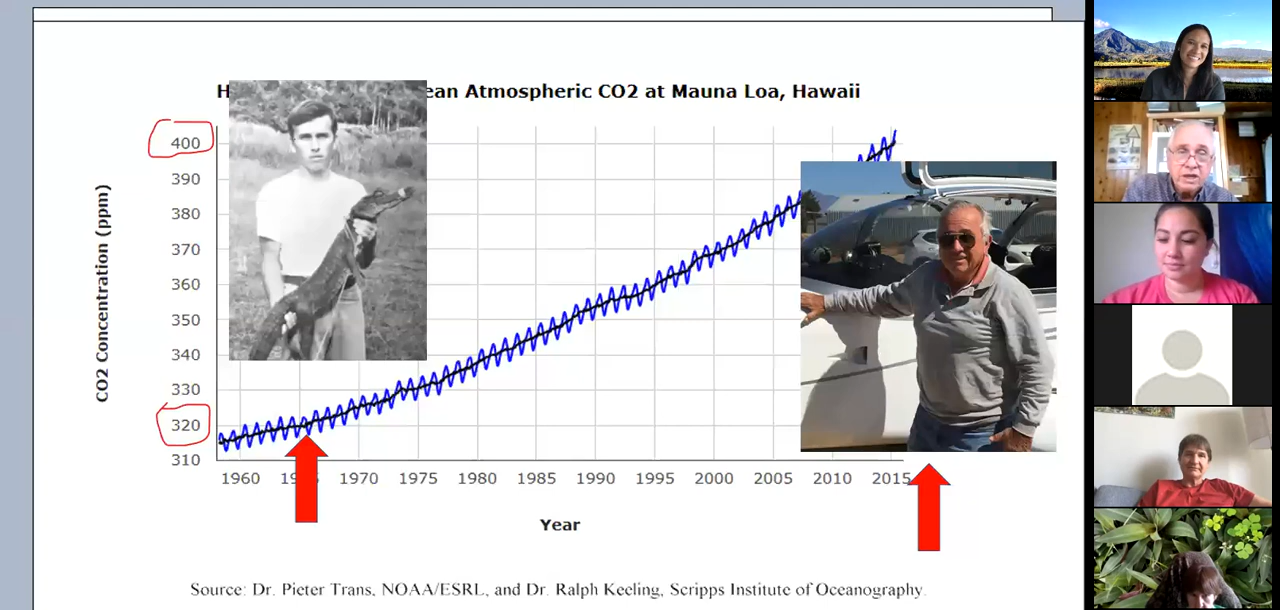 H
ean Atmospheric CO2 at Mauna Loa, Hawaii
CO2 Concentration (ppm)
400
390
380
370
360
350
340
330
320
310
1960 1970 1975 1980 1985 1990 1995 2000 2005 2010 2015
Year
Source: Dr. Pieter Trans, NOAA/ESRL, and Dr. Ralph Keeling, Scripps Institute of Oceanography.